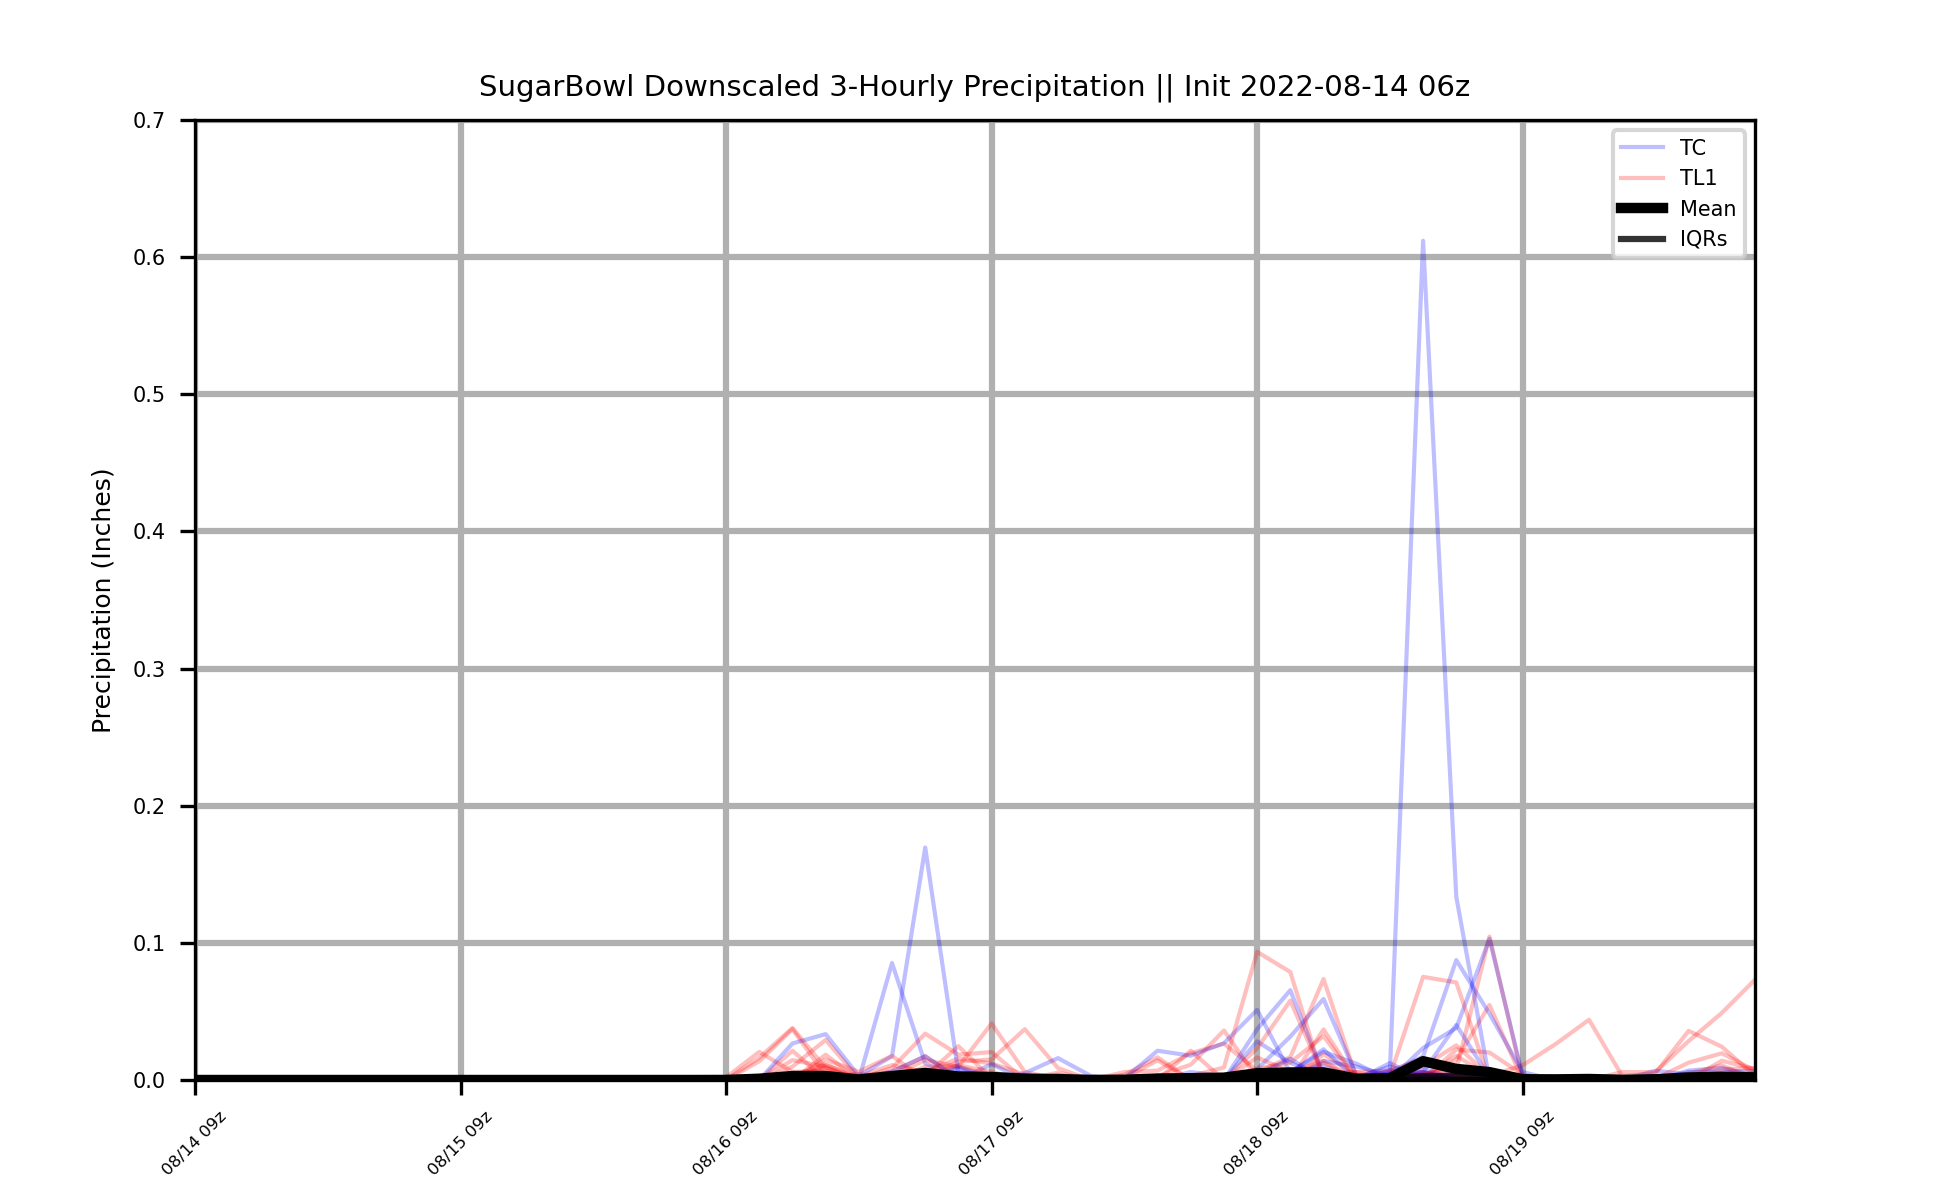 SugarBowl Downscaled 3-Hourly Precipitation || Init 2022-08-14 06z
Precipitation (Inches)
0.7
0.6
0.5
0.4
0.3
0.2
0.1
0.0
TC
TL1
Mean
IQRs
08/14 09z
08/15 09z
08/16 09z
08/17 09z
08/18 09z
08/19 09z